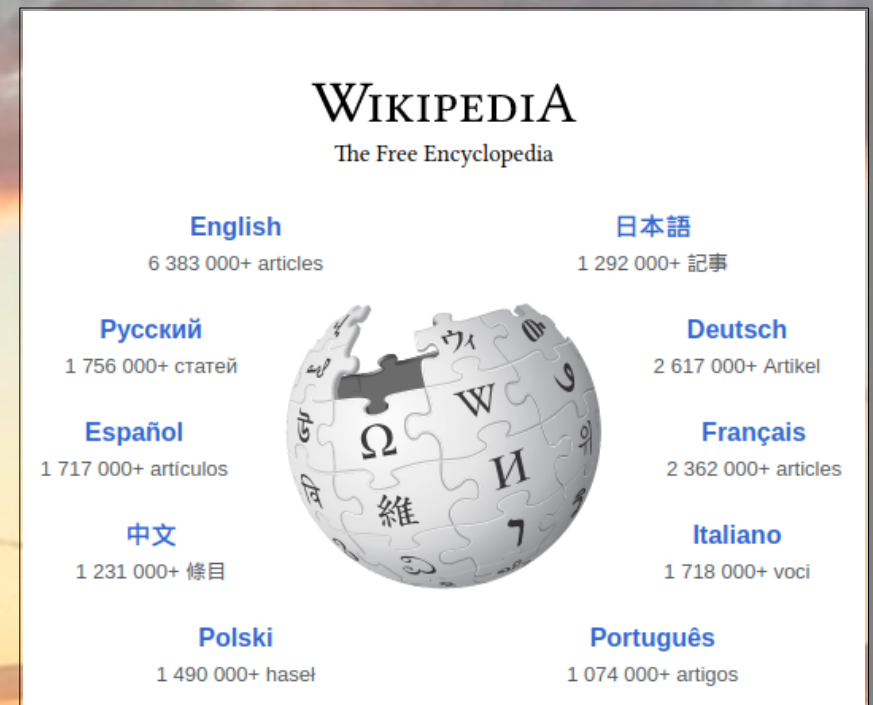 WIKIPEDIA
The Free Encyclopedia
English
6 383 000+ articles
日本語
1 292 000+ 記事
Русский
1 756 000+ статей
Deutsch
2 617 000+ Artikel
Español
1 717 000+ artículos
Français
2 362 000+ articles
中文
1 231 000+ 條目
Italiano
1 718 000+ voci
Polski
1 490 000+ haseł
Português
1 074 000+ artigos
ウィ
W
Ω
И
維